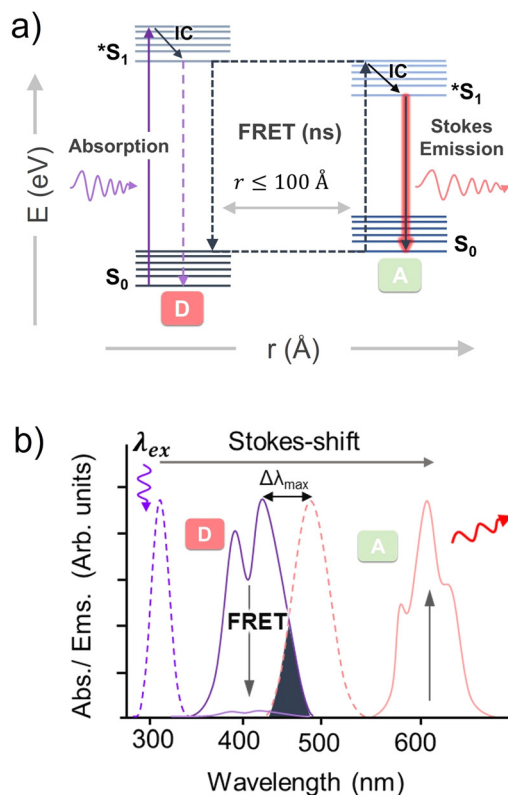 a)
IC
*S1
IC
*S1
FRET (ns)
Absorption
Stokes
Emission
r ≤ 100 Å
E (eV)
S0
S0
D
A
r (Å)
b)
λex
Stokes-shift
Δλmax
D
A
FRET
Abs./ Ems. (Arb. units)
300
400
500
600
Wavelength (nm)